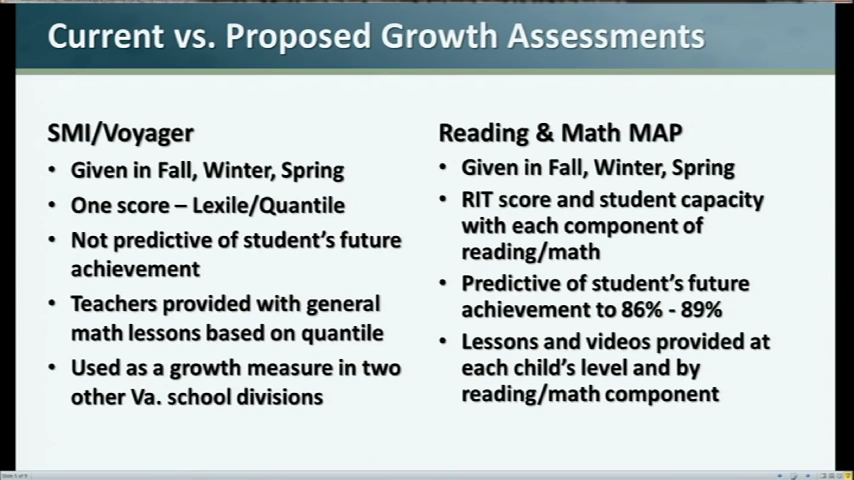 Current vs. Proposed Growth Assessments
SMI/Voyager
• Given in Fall, Winter, Spring
• One score – Lexile/Quantile
• Not predictive of student's future
achievement
• Teachers provided with general
math lessons based on quantile
• Used as a growth measure in two
other Va. school divisions
Reading & Math MAP
• Given in Fall, Winter, Spring
• RIT score and student capacity
with each component of
reading/math
• Predictive of student's future
achievement to 86% - 89%
• Lessons and videos provided at
each child's level and by
reading/math component